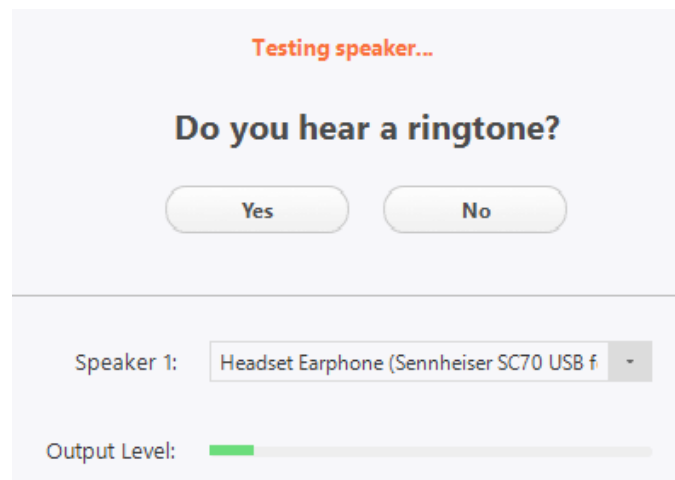 Testing speaker...
Do you hear a ringtone?
Yes No
Speaker 1: Headset Earphone (Sennheiser SC70 USB f
Output Level: